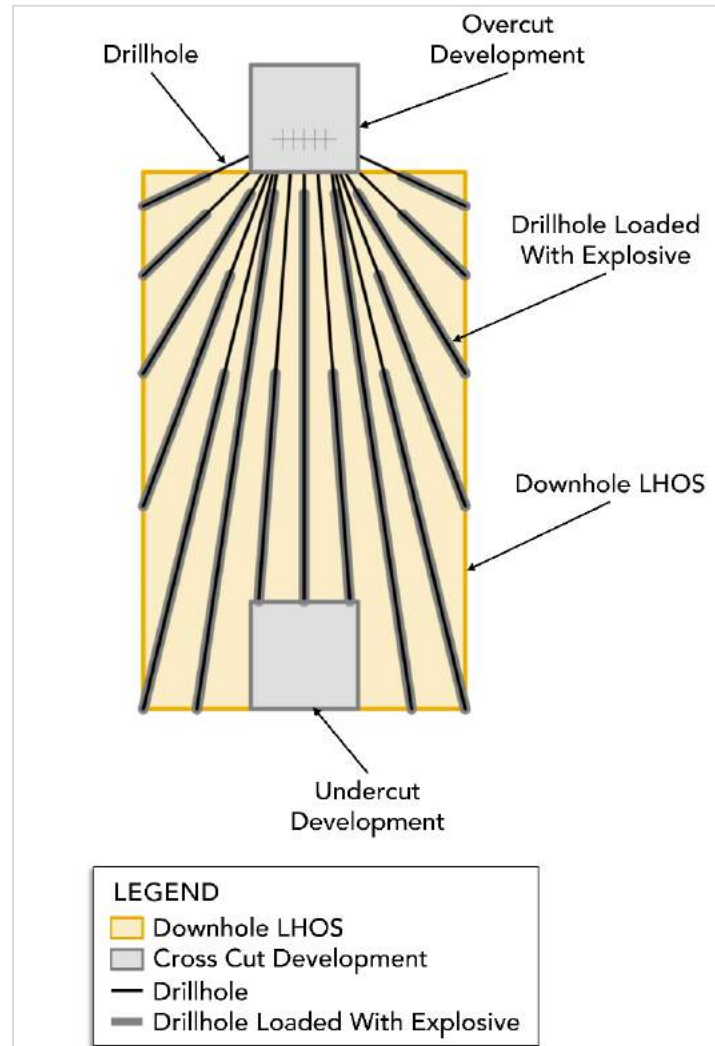 Overcut
Development
Drillhole
Drillhole Loaded
With Explosive
Downhole LHOS
Undercut
Development
LEGEND
Downhole LHOS
Cross Cut Development
Drillhole
Drillhole Loaded With Explosive